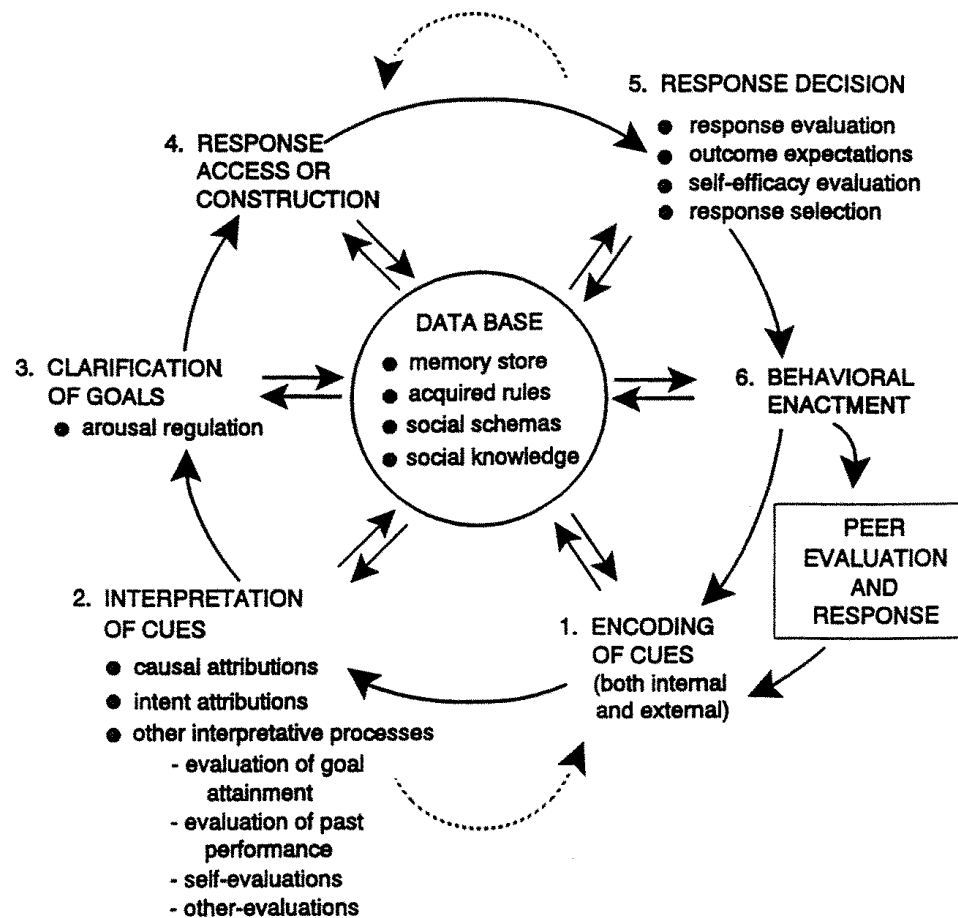 5. RESPONSE DECISION
● response evaluation
● outcome expectations
● self-efficacy evaluation
● response selection
4. RESPONSE
ACCESS OR
CONSTRUCTION
DATA BASE
● memory store
● acquired rules
● social schemas
● social knowledge
3. CLARIFICATION
OF GOALS
● arousal regulation
6. BEHAVIORAL
ENACTMENT
PEER
EVALUATION
AND
RESPONSE
2. INTERPRETATION
OF CUES
● causal attributions
● intent attributions
● other interpretative processes
- evaluation of goal
attainment
- evaluation of past
performance
- self-evaluations
- other-evaluations
1. ENCODING
OF CUES
(both internal
and external)